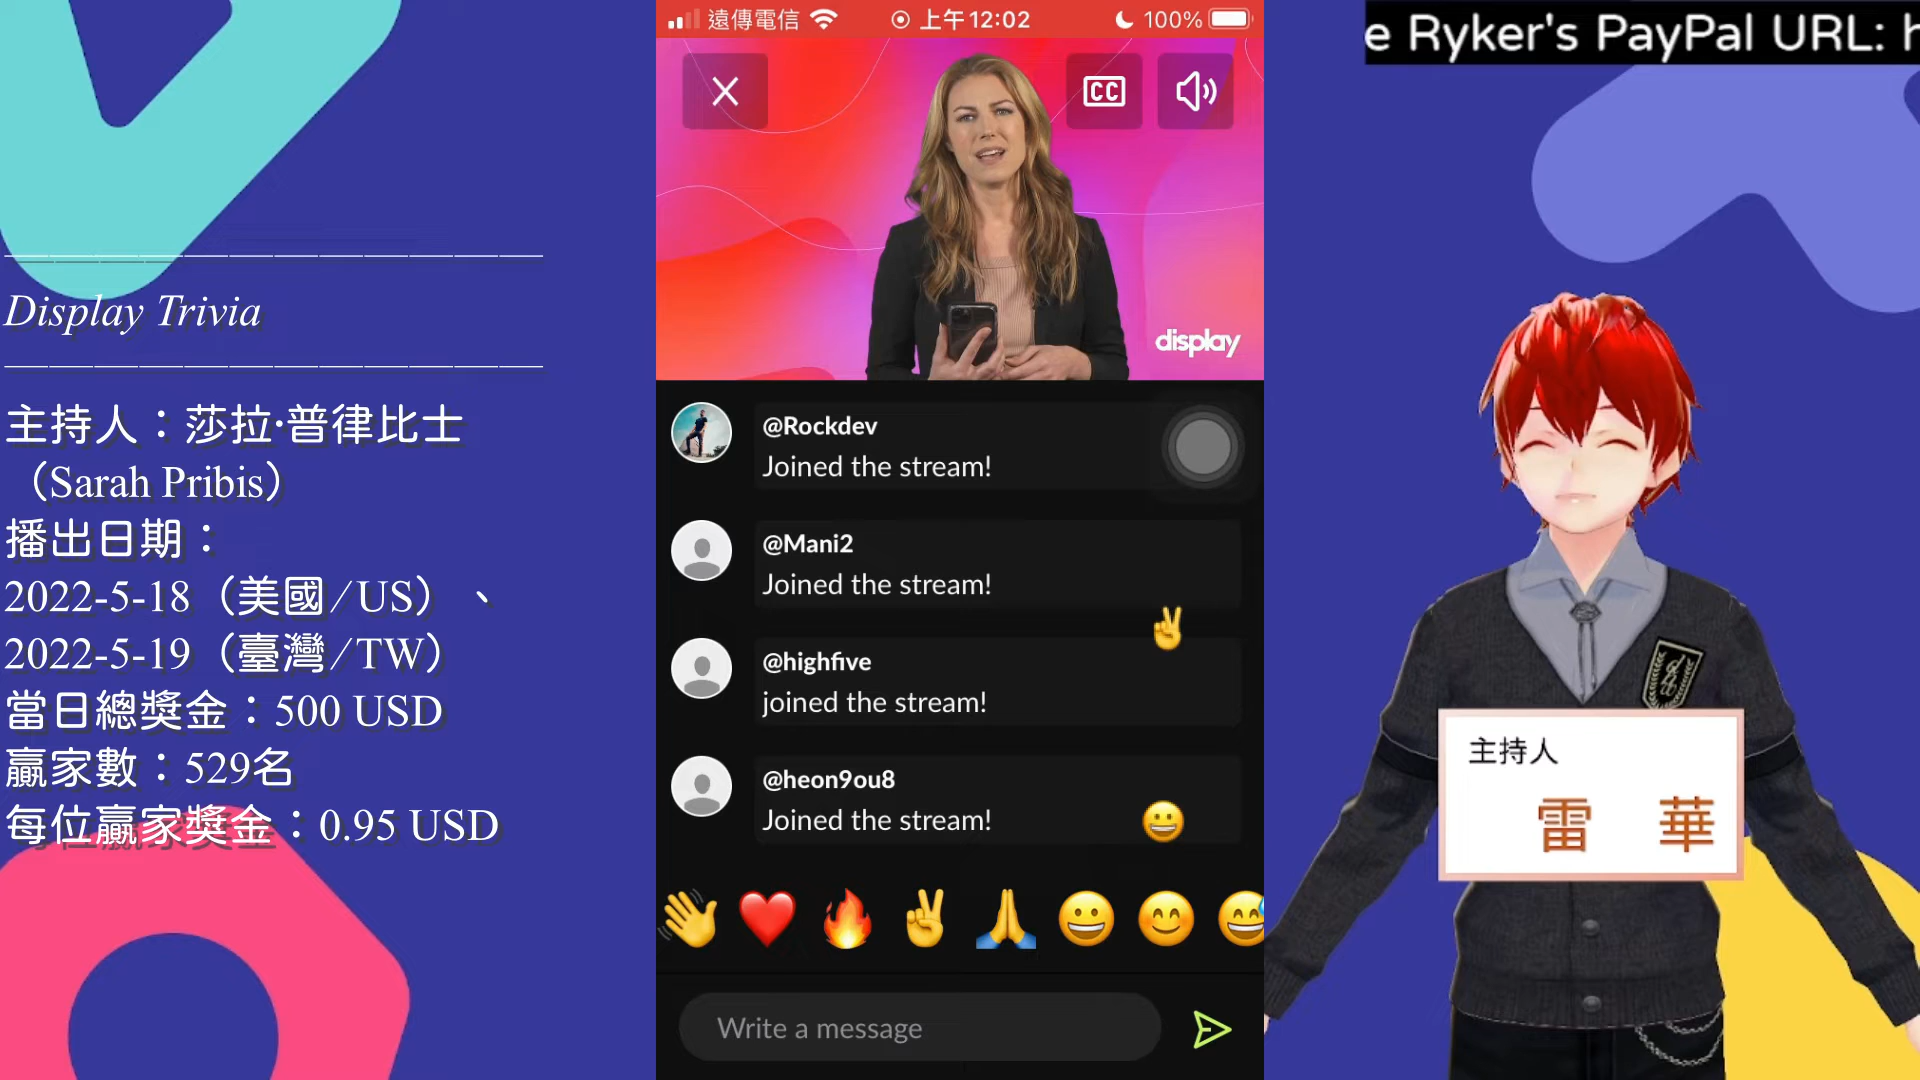 遠傳電信
上午12:02
100%
e Ryker's PayPal URL: h
CC
display
Display Trivia
主持人：莎拉·普律比士
（Sarah Pribis）
播出日期：
2022-5-18（美國/US）、
2022-5-19（臺灣/TW）
當日總獎金：500 USD
贏家數：529名
每位贏家獎金：0.95 USD
@Rockdev
Joined the stream!
@Mani2
Joined the stream!
@highfive
joined the stream!
@heon9ou8
Joined the stream!
Write a message
主持人
雷 華